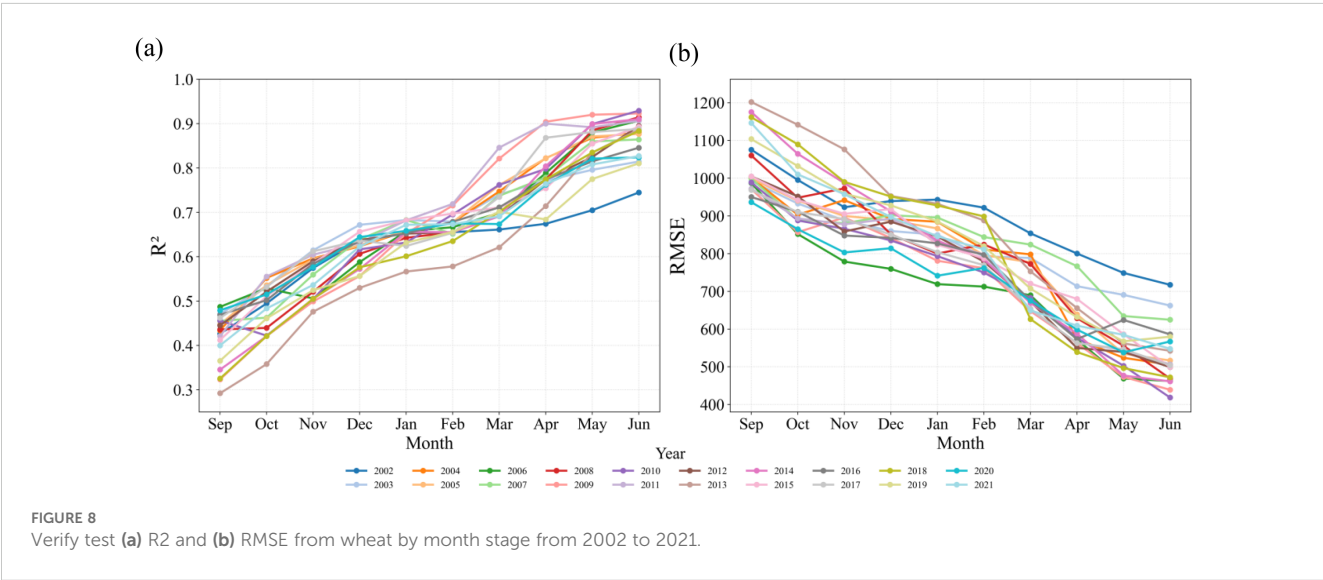 (a)
(b)
1.0
0.9
0.8
0.7
0.6
0.5
0.4
0.3
R²
Sep Oct Nov Dec Jan Feb Mar Apr May Jun
Month
1200
1100
1000
900
800
700
600
500
400
RMSE
Sep Oct Nov Dec Jan Feb Mar Apr May Jun
Month
Year
2002 2004 2006 2008 2010 2012 2014 2016 2018 2020
2003 2005 2007 2009 2011 2013 2015 2017 2019 2021
FIGURE 8
Verify test (a) R2 and (b) RMSE from wheat by month stage from 2002 to 2021.